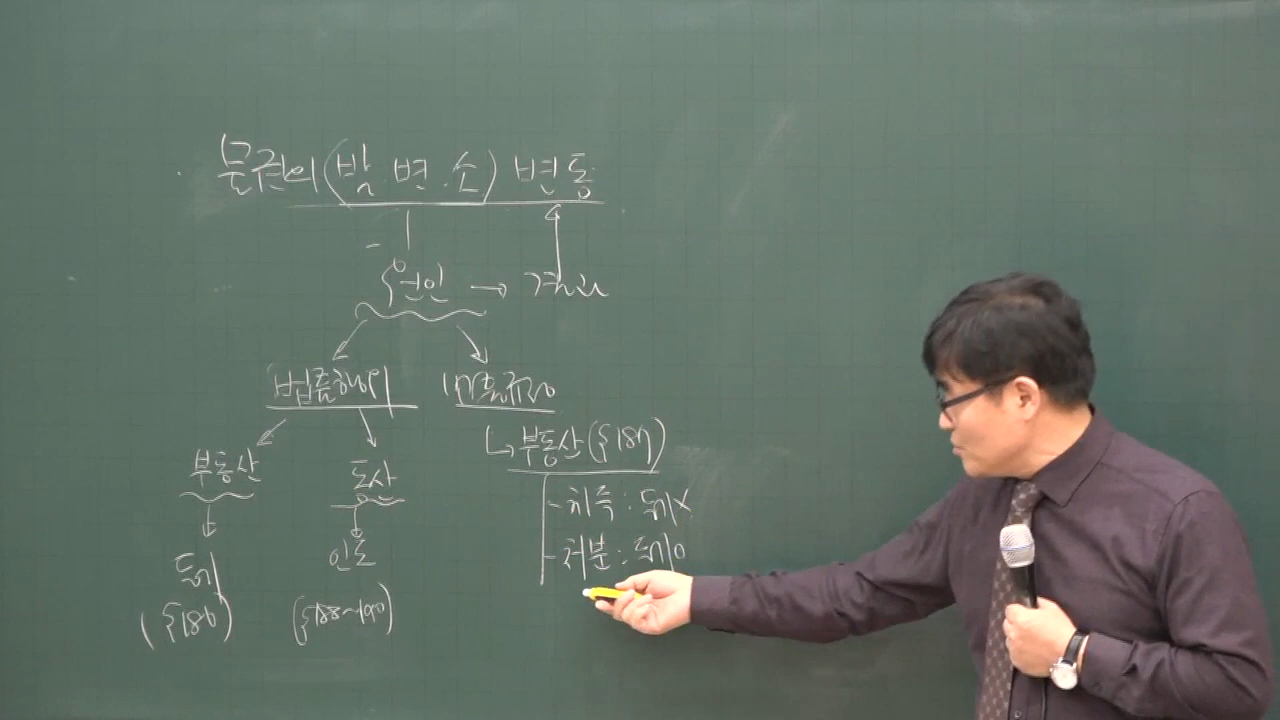 물권의 (발.변.소) 변동
원인 → 결과
법률행위 법률규정
부동산 동산
↳ 부동산 (§187)
- 취득 : 등기 X
- 처분 : 등기 O
등기 인도
(§186) (§188~190)